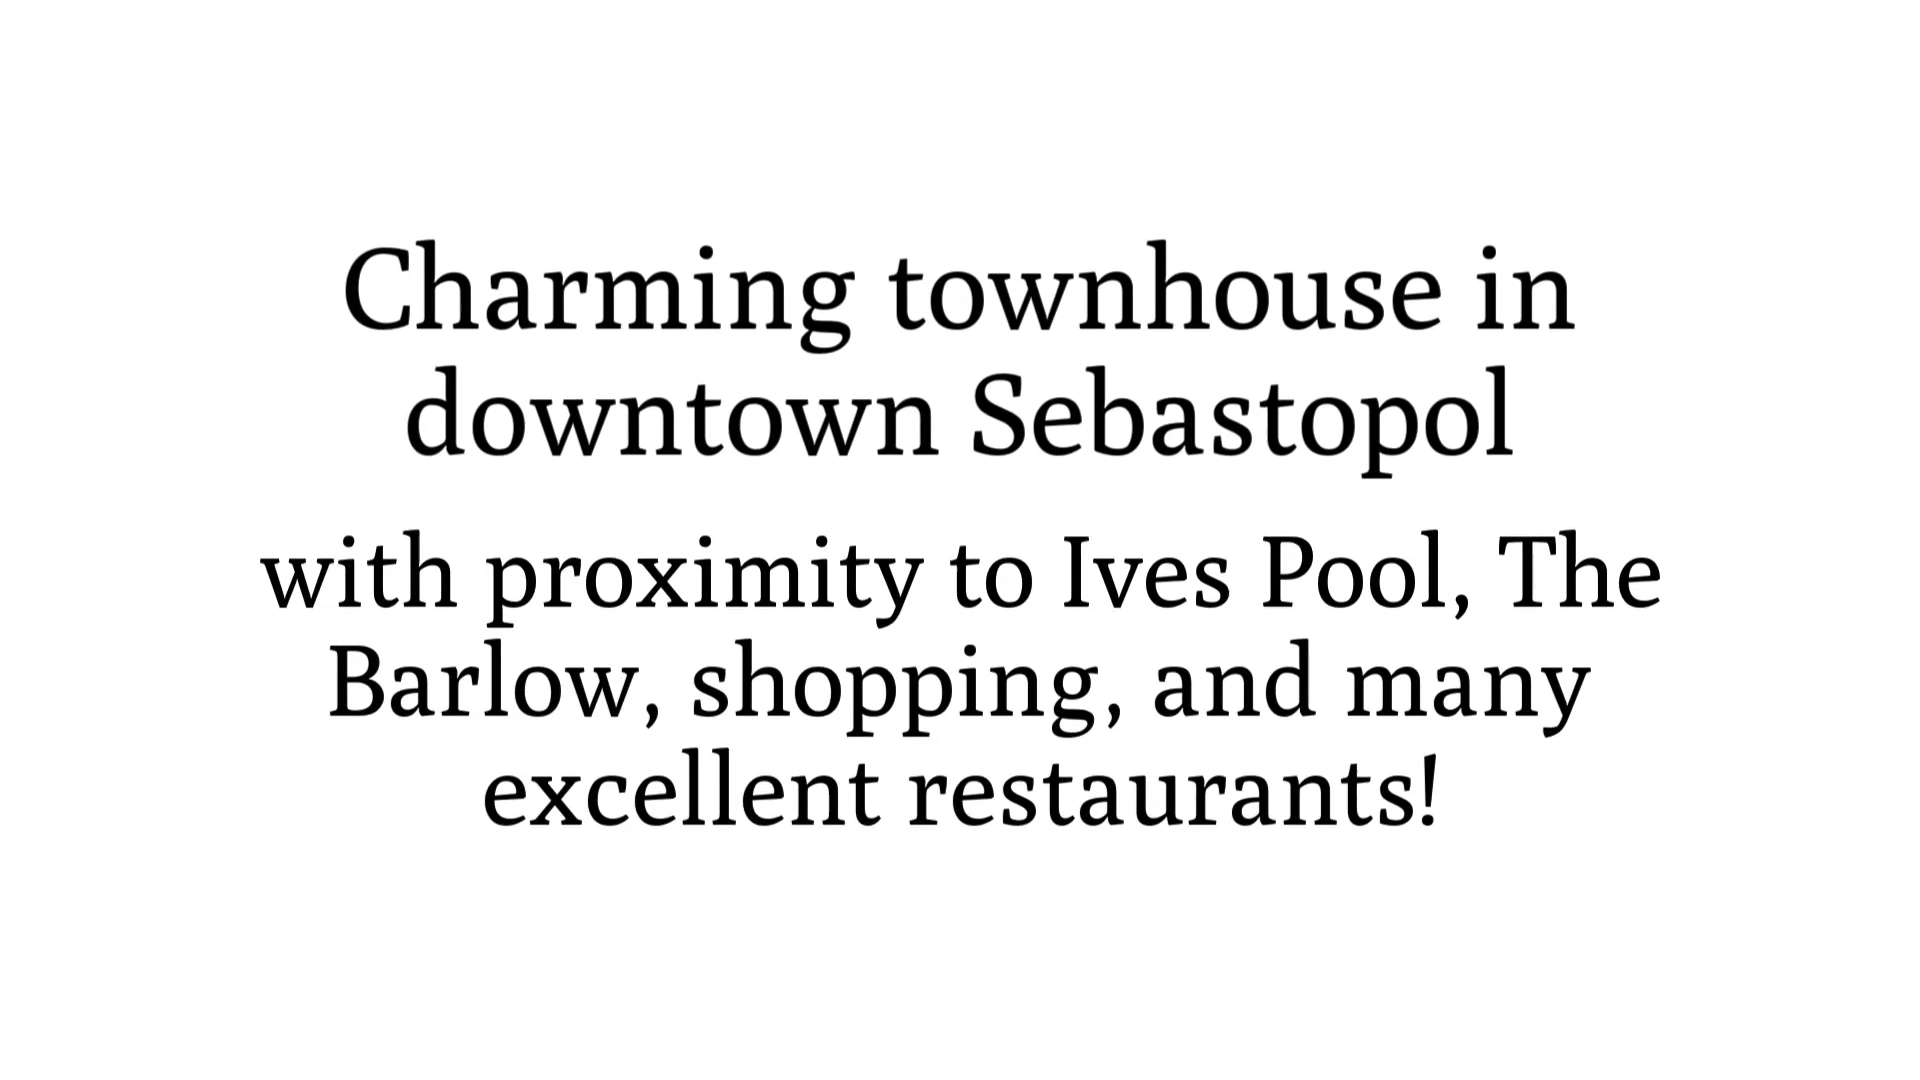 Charming townhouse in
downtown Sebastopol
with proximity to Ives Pool, The
Barlow, shopping, and many
excellent restaurants!